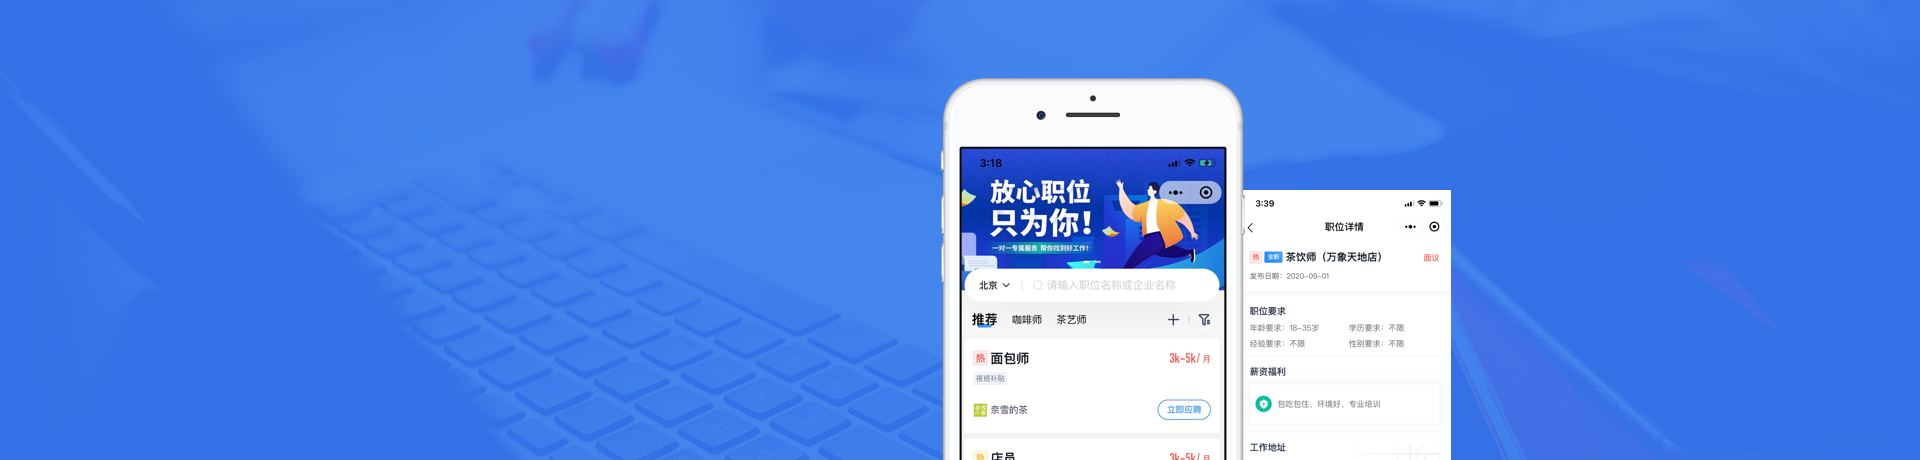 3:18
放心职位
只为你!
一对一专属服务 帮你找到好工作!
北京 请输入职位名称或企业名称
推荐 咖啡师 茶艺师
热 面包师 3k-5k/ 月
夜班补贴
奈雪的茶 立即应聘
急 店员 3k-5k/ 月
3:39
职位详情
热 全职 茶饮师（万象天地店） 面议
发布日期：2020-09-01
职位要求
年龄要求：18-35岁 学历要求：不限
经验要求：不限 性别要求：不限
薪资福利
包吃包住、环境好、专业培训
工作地址